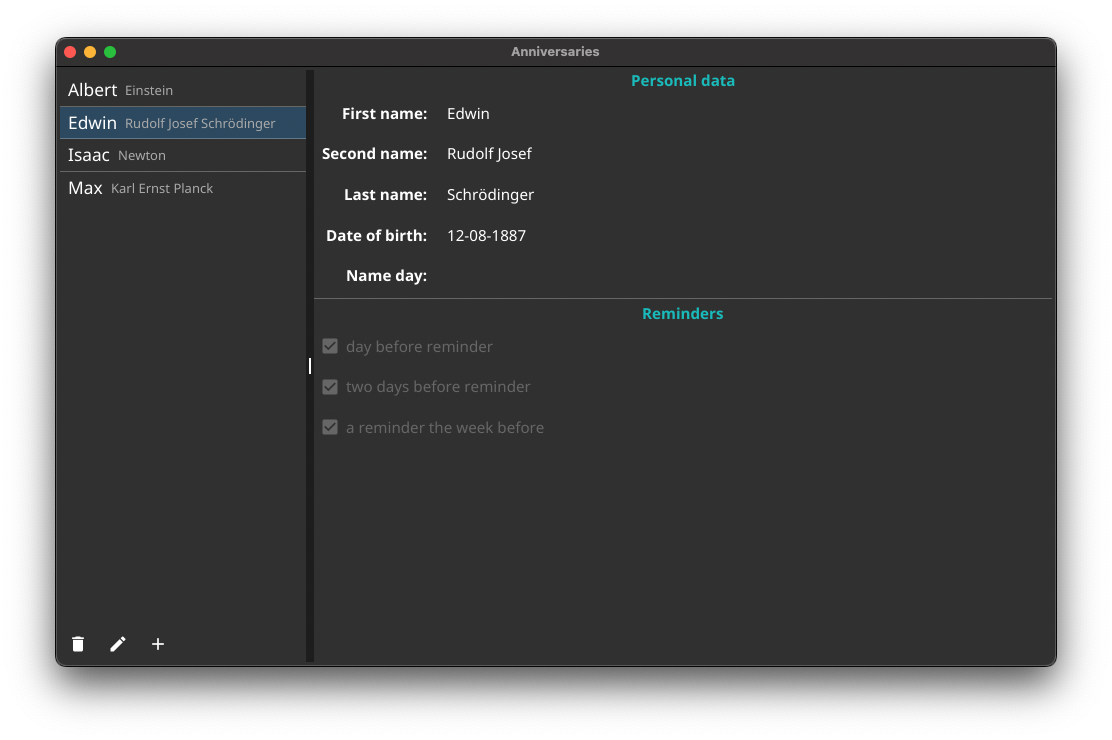 Anniversaries
Albert Einstein
Edwin Rudolf Josef Schrödinger
Isaac Newton
Max Karl Ernst Planck
Personal data
First name: Edwin
Second name: Rudolf Josef
Last name: Schrödinger
Date of birth: 12-08-1887
Name day:
Reminders
day before reminder
two days before reminder
a reminder the week before